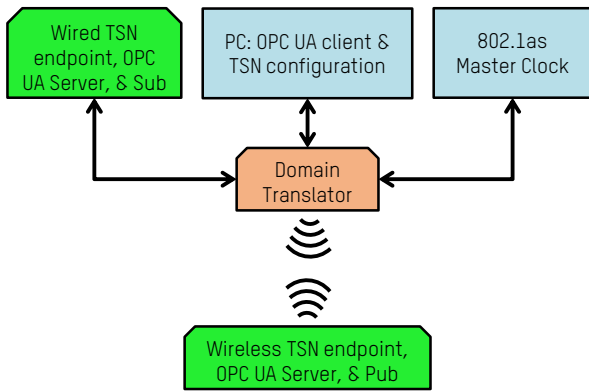 Wired TSN
endpoint, OPC
UA Server, & Sub
PC: OPC UA client &
TSN configuration
802.1as
Master Clock
Domain
Translator
Wireless TSN endpoint,
OPC UA Server, & Pub